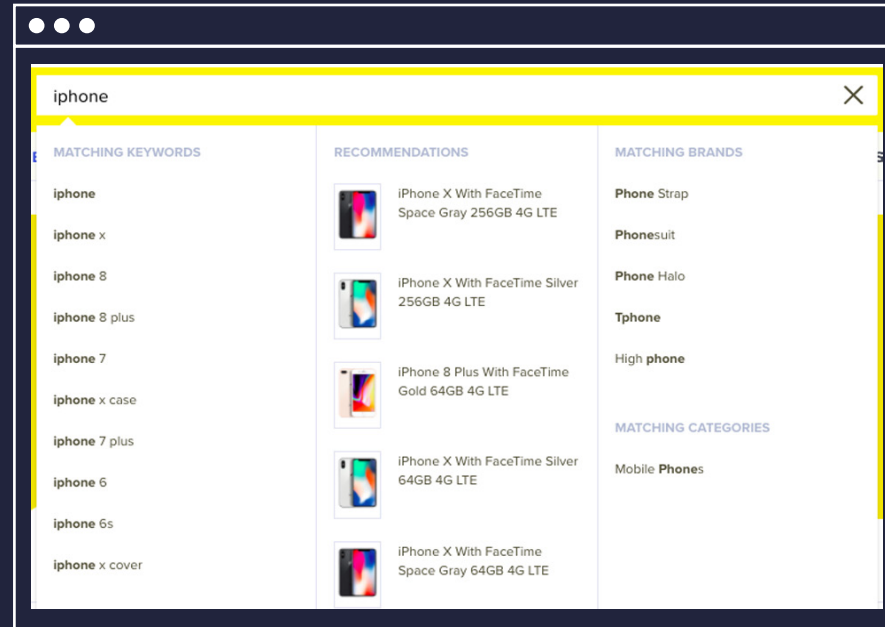 iphone
MATCHING KEYWORDS
iphone
iphone x
iphone 8
iphone 8 plus
iphone 7
iphone x case
iphone 7 plus
iphone 6
iphone 6s
iphone x cover
RECOMMENDATIONS
iPhone X With FaceTime
Space Gray 256GB 4G LTE
iPhone X With FaceTime Silver
256GB 4G LTE
iPhone 8 Plus With FaceTime
Gold 64GB 4G LTE
iPhone X With FaceTime Silver
64GB 4G LTE
iPhone X With FaceTime
Space Gray 64GB 4G LTE
MATCHING BRANDS
Phone Strap
Phonesuit
Phone Halo
Tphone
High phone
MATCHING CATEGORIES
Mobile Phones